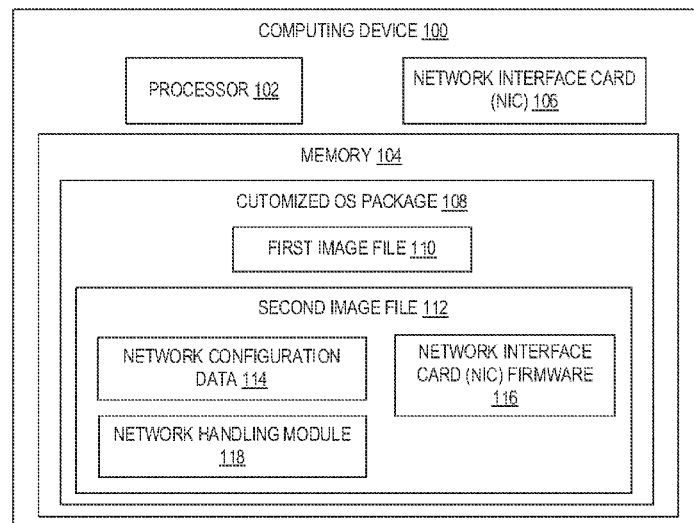 COMPUTING DEVICE 100
PROCESSOR 102
NETWORK INTERFACE CARD
(NIC) 106
MEMORY 104
CUTOMIZED OS PACKAGE 108
FIRST IMAGE FILE 110
SECOND IMAGE FILE 112
NETWORK CONFIGURATION
DATA 114
NETWORK INTERFACE
CARD (NIC) FIRMWARE
116
NETWORK HANDLING MODULE
118